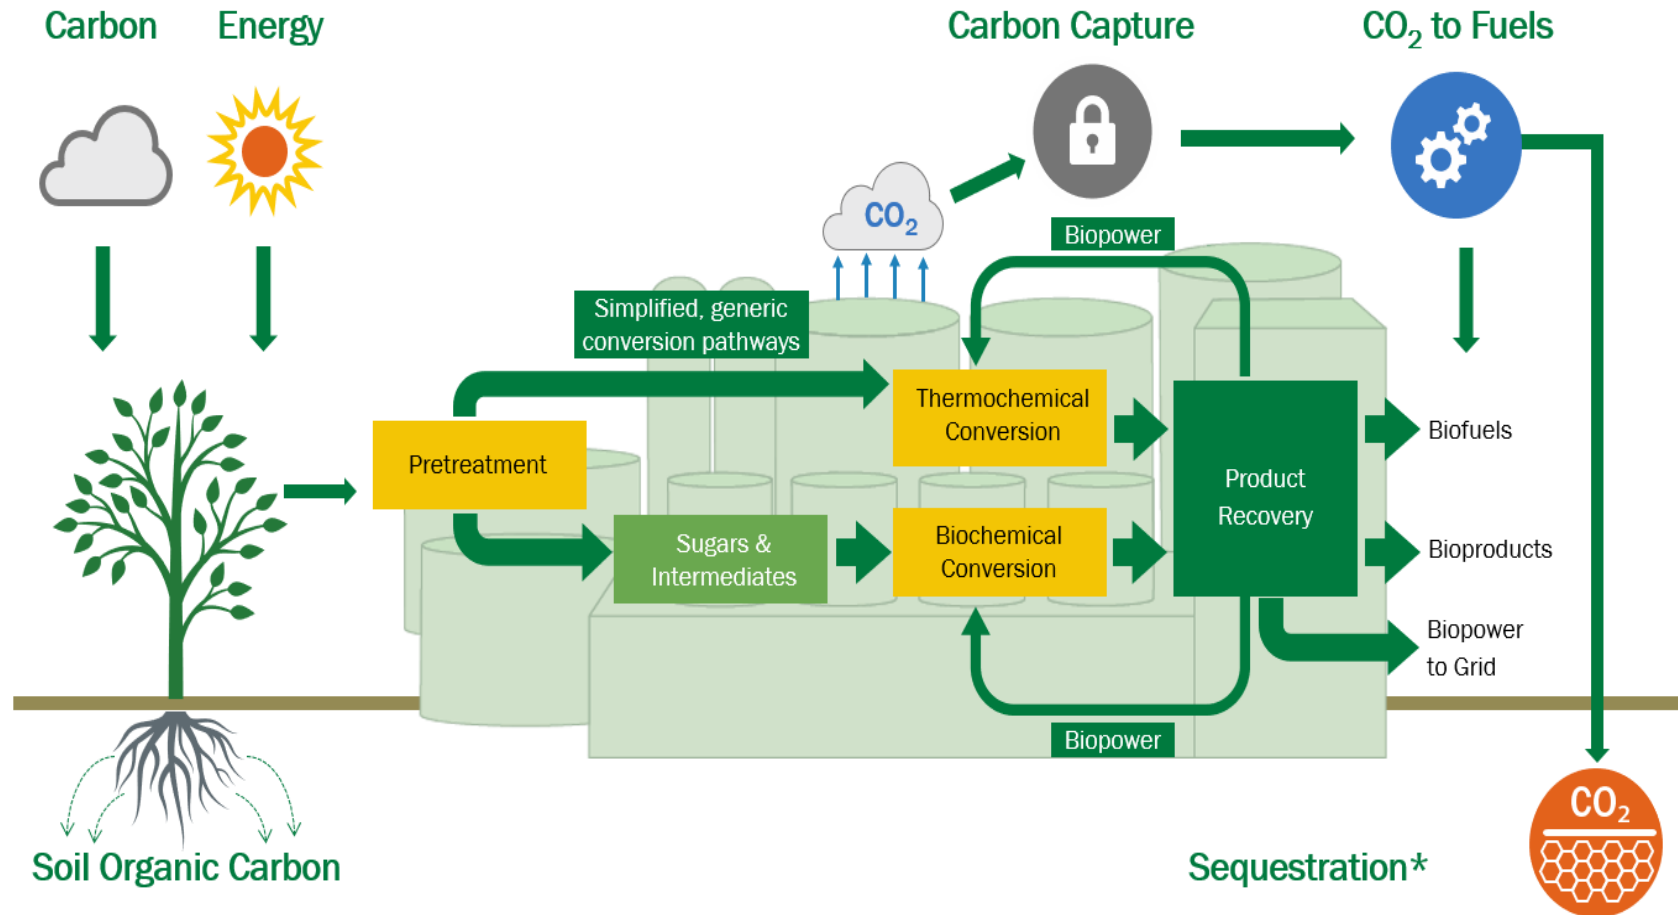 Carbon
Energy
Carbon Capture
CO₂ to Fuels
CO₂
Biopower
Simplified, generic
conversion pathways
Thermochemical
Conversion
Pretreatment
Biofuels
Product
Recovery
Sugars &
Intermediates
Biochemical
Conversion
Bioproducts
Biopower
to Grid
Biopower
CO₂
Soil Organic Carbon
Sequestration*